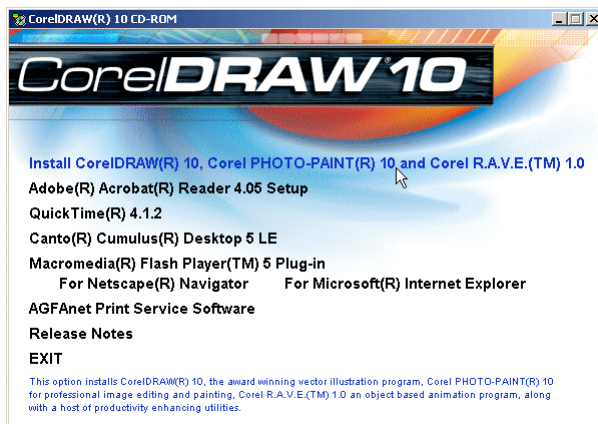 CorelDRAW(R) 10 CD-ROM
CorelDRAW® 10
Install CorelDRAW(R) 10, Corel PHOTO-PAINT(R) 10 and Corel R.A.V.E.(TM) 1.0
Adobe(R) Acrobat(R) Reader 4.05 Setup
QuickTime(R) 4.1.2
Canto(R) Cumulus(R) Desktop 5 LE
Macromedia(R) Flash Player(TM) 5 Plug-in
For Netscape(R) Navigator For Microsoft(R) Internet Explorer
AGFAnet Print Service Software
Release Notes
EXIT
This option installs CorelDRAW(R) 10, the award winning vector illustration program, Corel PHOTO-PAINT(R) 10
for professional image editing and painting, Corel R.A.V.E.(TM) 1.0 an object based animation program, along
with a host of productivity enhancing utilities.